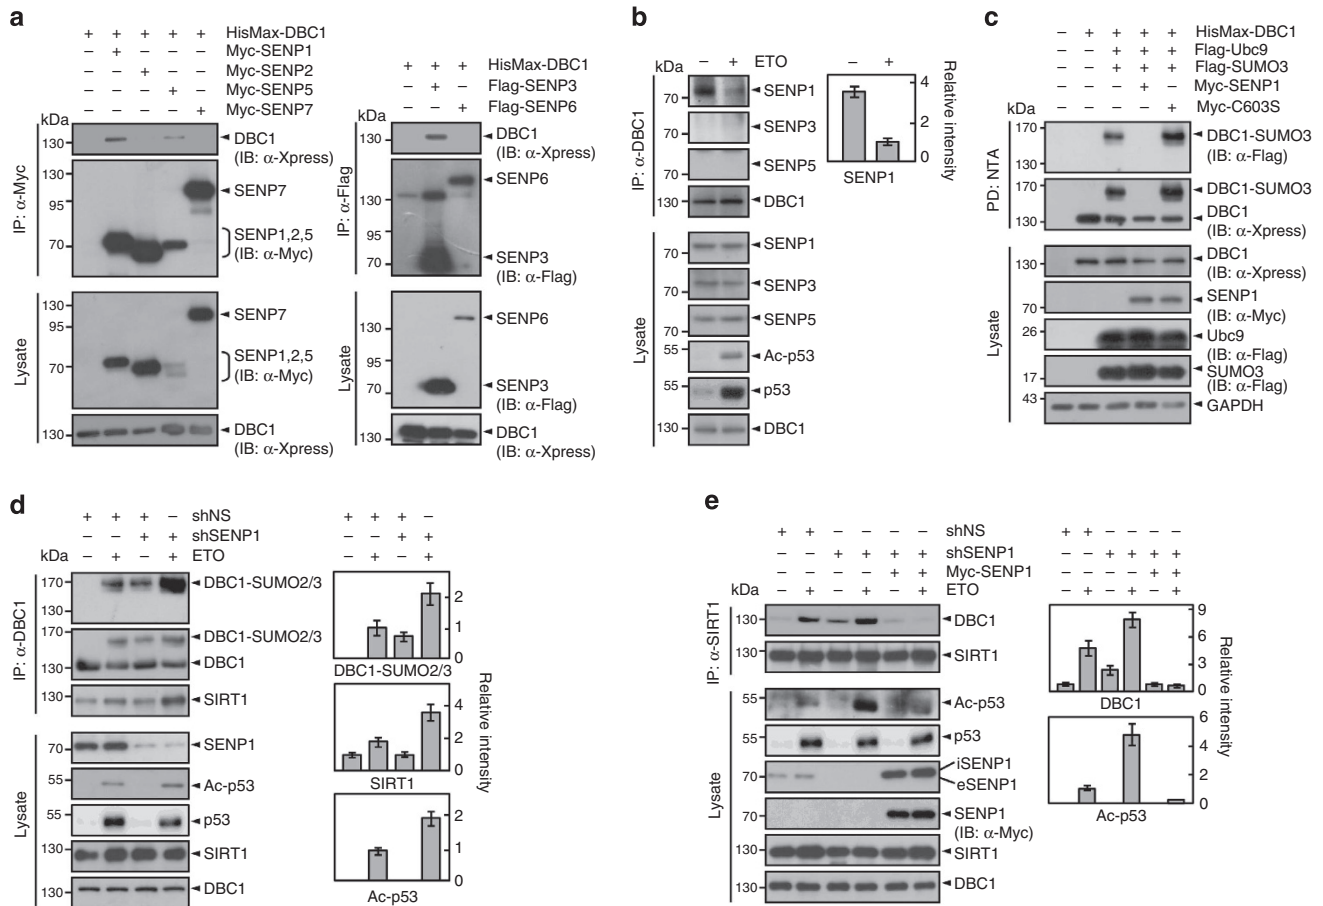 a
+ + + + + HisMax-DBC1
– + – – – Myc-SENP1
– – + – – Myc-SENP2
– – – + – Myc-SENP5
– – – – + Myc-SENP7
kDa
IP: α-Myc
130 DBC1
(IB: α-Xpress)
130 SENP7
95
SENP1,2,5
70 (IB: α-Myc)
Lysate
130 SENP7
95
SENP1,2,5
70 (IB: α-Myc)
130 DBC1
(IB: α-Xpress)
+ + + HisMax-DBC1
– + – Flag-SENP3
– – + Flag-SENP6
kDa
IP: α-Flag
130 DBC1
(IB: α-Xpress)
SENP6
130
95
70 SENP3
(IB: α-Flag)
Lysate
SENP6
130
95
70 SENP3
(IB: α-Flag)
130 DBC1
(IB: α-Xpress)
b
– + ETO
kDa
IP: α-DBC1
70 SENP1
70 SENP3
70 SENP5
130 DBC1
Lysate
70 SENP1
70 SENP3
70 SENP5
55 Ac-p53
55 p53
130 DBC1
– +
4
2
0
Relative intensity
SENP1
c
– + + + + HisMax-DBC1
– – + + + Flag-Ubc9
– – + + + Flag-SUMO3
– – – + – Myc-SENP1
– – – – + Myc-C603S
kDa
PD: NTA
170 DBC1-SUMO3
(IB: α-Flag)
130
170 DBC1-SUMO3
130 DBC1
(IB: α-Xpress)
Lysate
130 DBC1
(IB: α-Xpress)
70 SENP1
(IB: α-Myc)
26 Ubc9
(IB: α-Flag)
17 SUMO3
(IB: α-Flag)
43 GAPDH
d
+ + + – shNS
– – + + shSENP1
– + – + ETO
kDa
IP: α-DBC1
170 DBC1-SUMO2/3
130
170 DBC1-SUMO2/3
130 DBC1
130 SIRT1
Lysate
70 SENP1
55 Ac-p53
55 p53
130 SIRT1
130 DBC1
+ + + –
– – + +
– + – +
2
1
0
DBC1-SUMO2/3
4
2
0
SIRT1
2
1
0
Ac-p53
Relative intensity
e
+ + – – – – shNS
– – + + + + shSENP1
– – – – + + Myc-SENP1
– + – + – + ETO
kDa
IP: α-SIRT1
130 DBC1
130 SIRT1
Lysate
55 Ac-p53
55 p53
iSENP1
70 eSENP1
70 SENP1
(IB: α-Myc)
130 SIRT1
130 DBC1
+ + – – – –
– – + + + +
– – – – + +
– + – + – +
9
6
3
0
DBC1
6
4
2
0
Ac-p53
Relative intensity